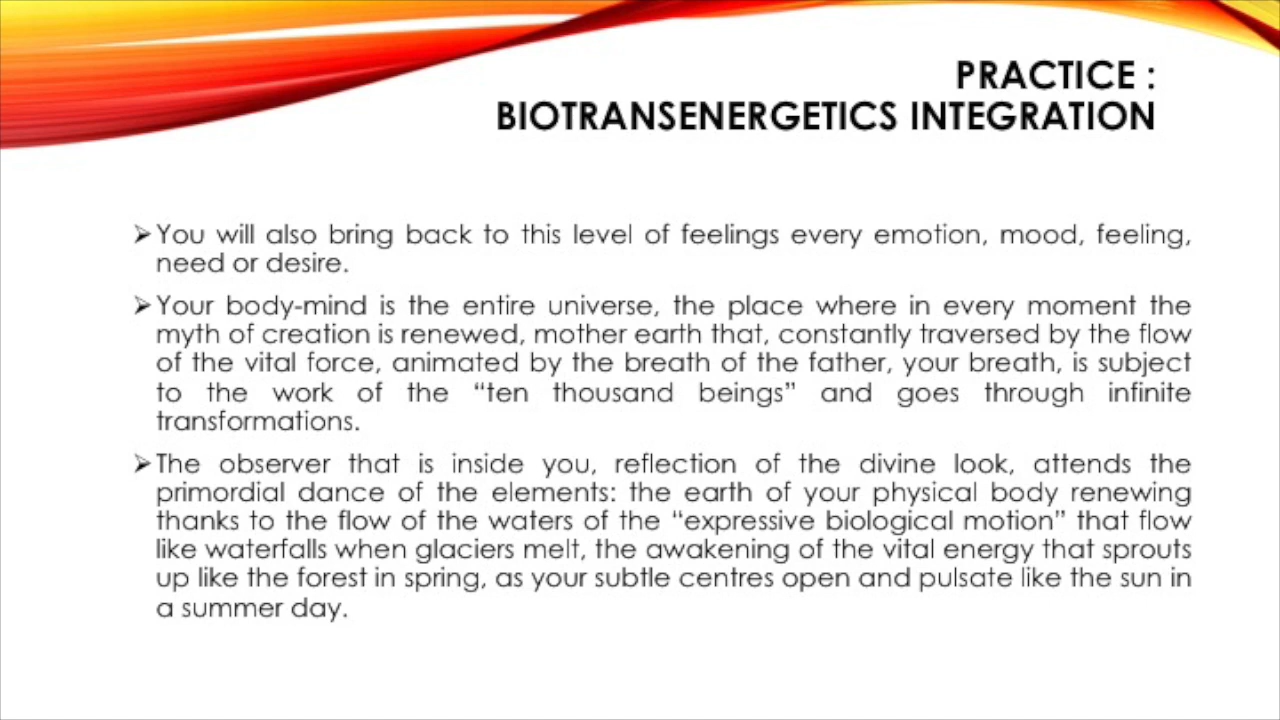 PRACTICE :
BIOTRANSENERGETICS INTEGRATION
➢You will also bring back to this level of feelings every emotion, mood, feeling,
need or desire.
➢Your body-mind is the entire universe, the place where in every moment the
myth of creation is renewed, mother earth that, constantly traversed by the flow
of the vital force, animated by the breath of the father, your breath, is subject
to the work of the “ten thousand beings” and goes through infinite
transformations.
➢The observer that is inside you, reflection of the divine look, attends the
primordial dance of the elements: the earth of your physical body renewing
thanks to the flow of the waters of the “expressive biological motion” that flow
like waterfalls when glaciers melt, the awakening of the vital energy that sprouts
up like the forest in spring, as your subtle centres open and pulsate like the sun in
a summer day.